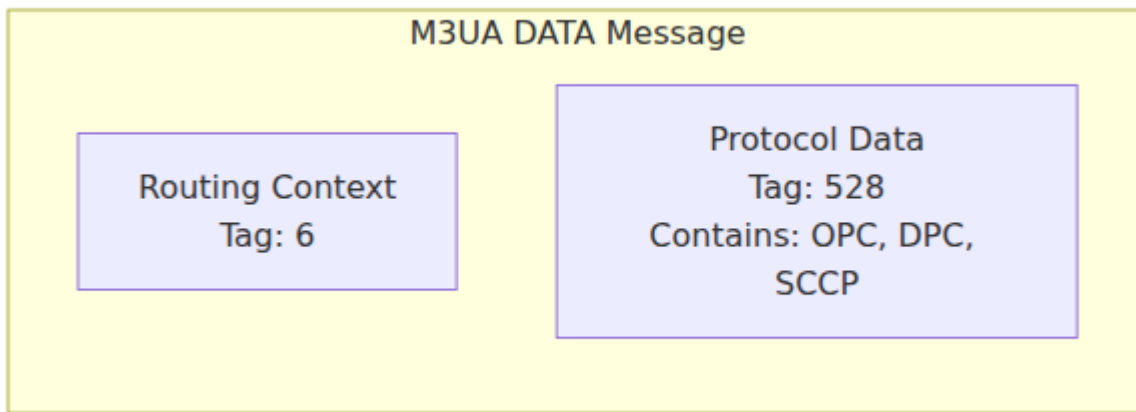 M3UA DATA Message
Routing Context
Tag: 6
Protocol Data
Tag: 528
Contains: OPC, DPC,
SCCP